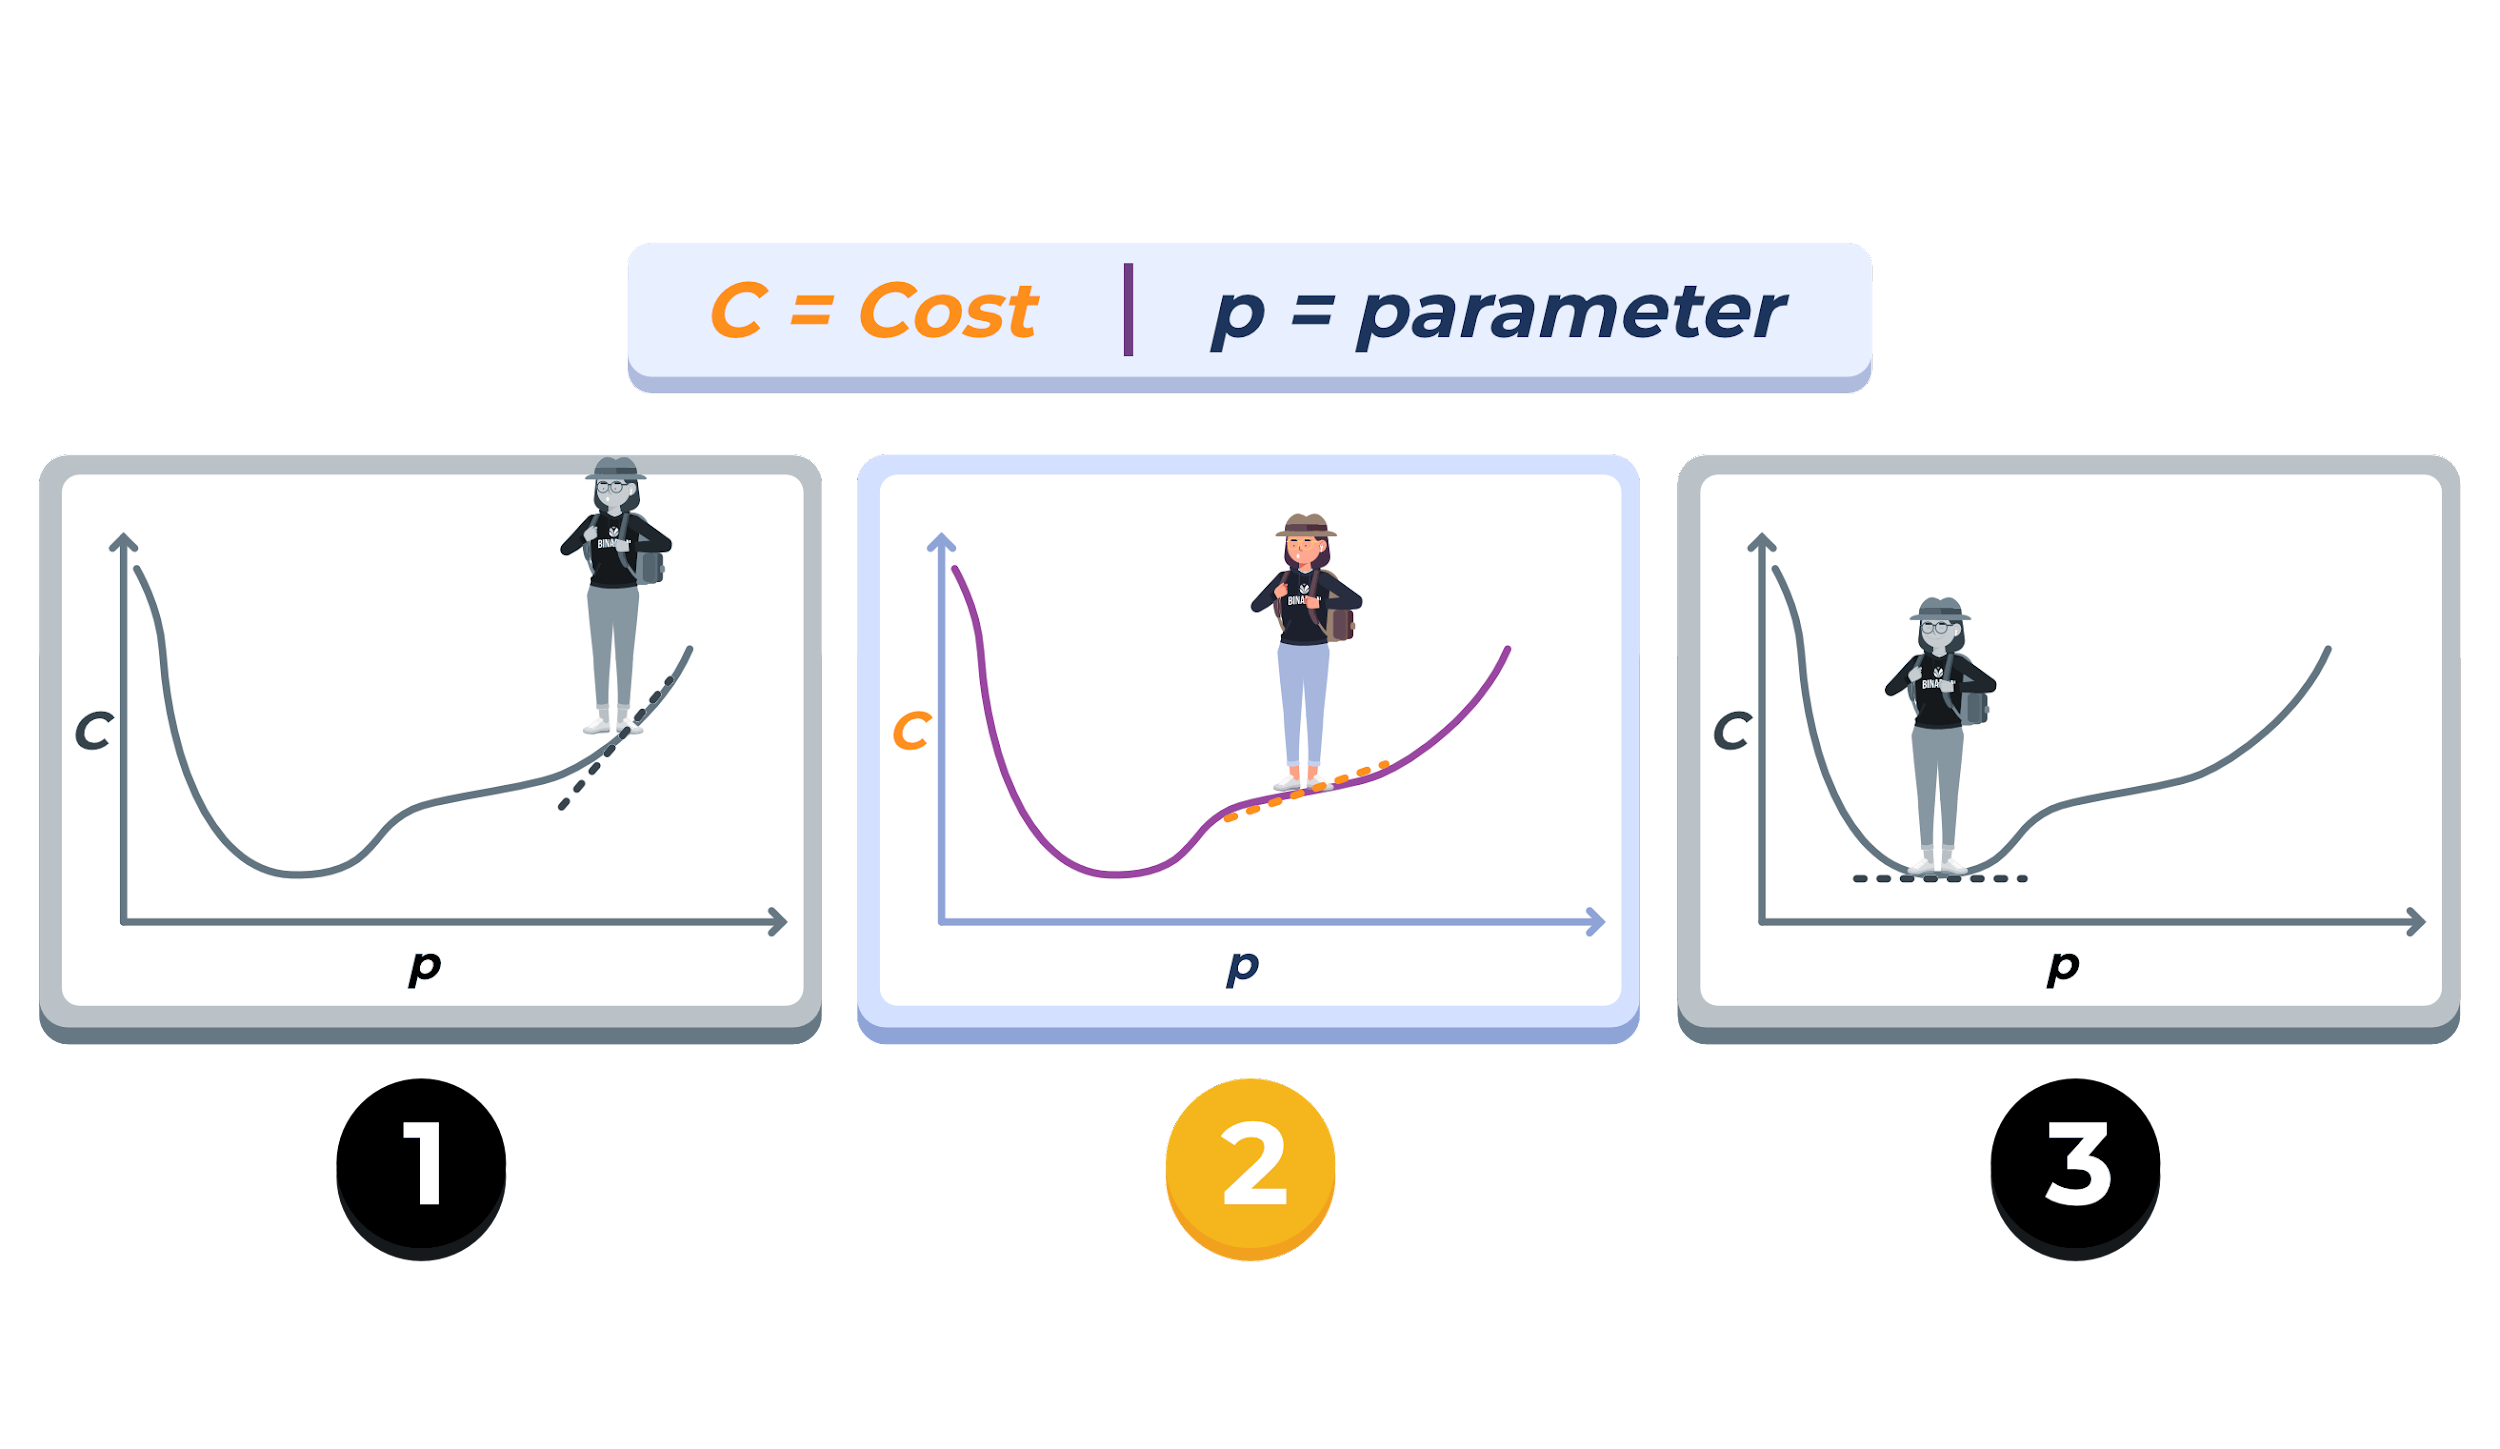 C = Cost
p = parameter
C
p
C
p
C
p
1
2
3